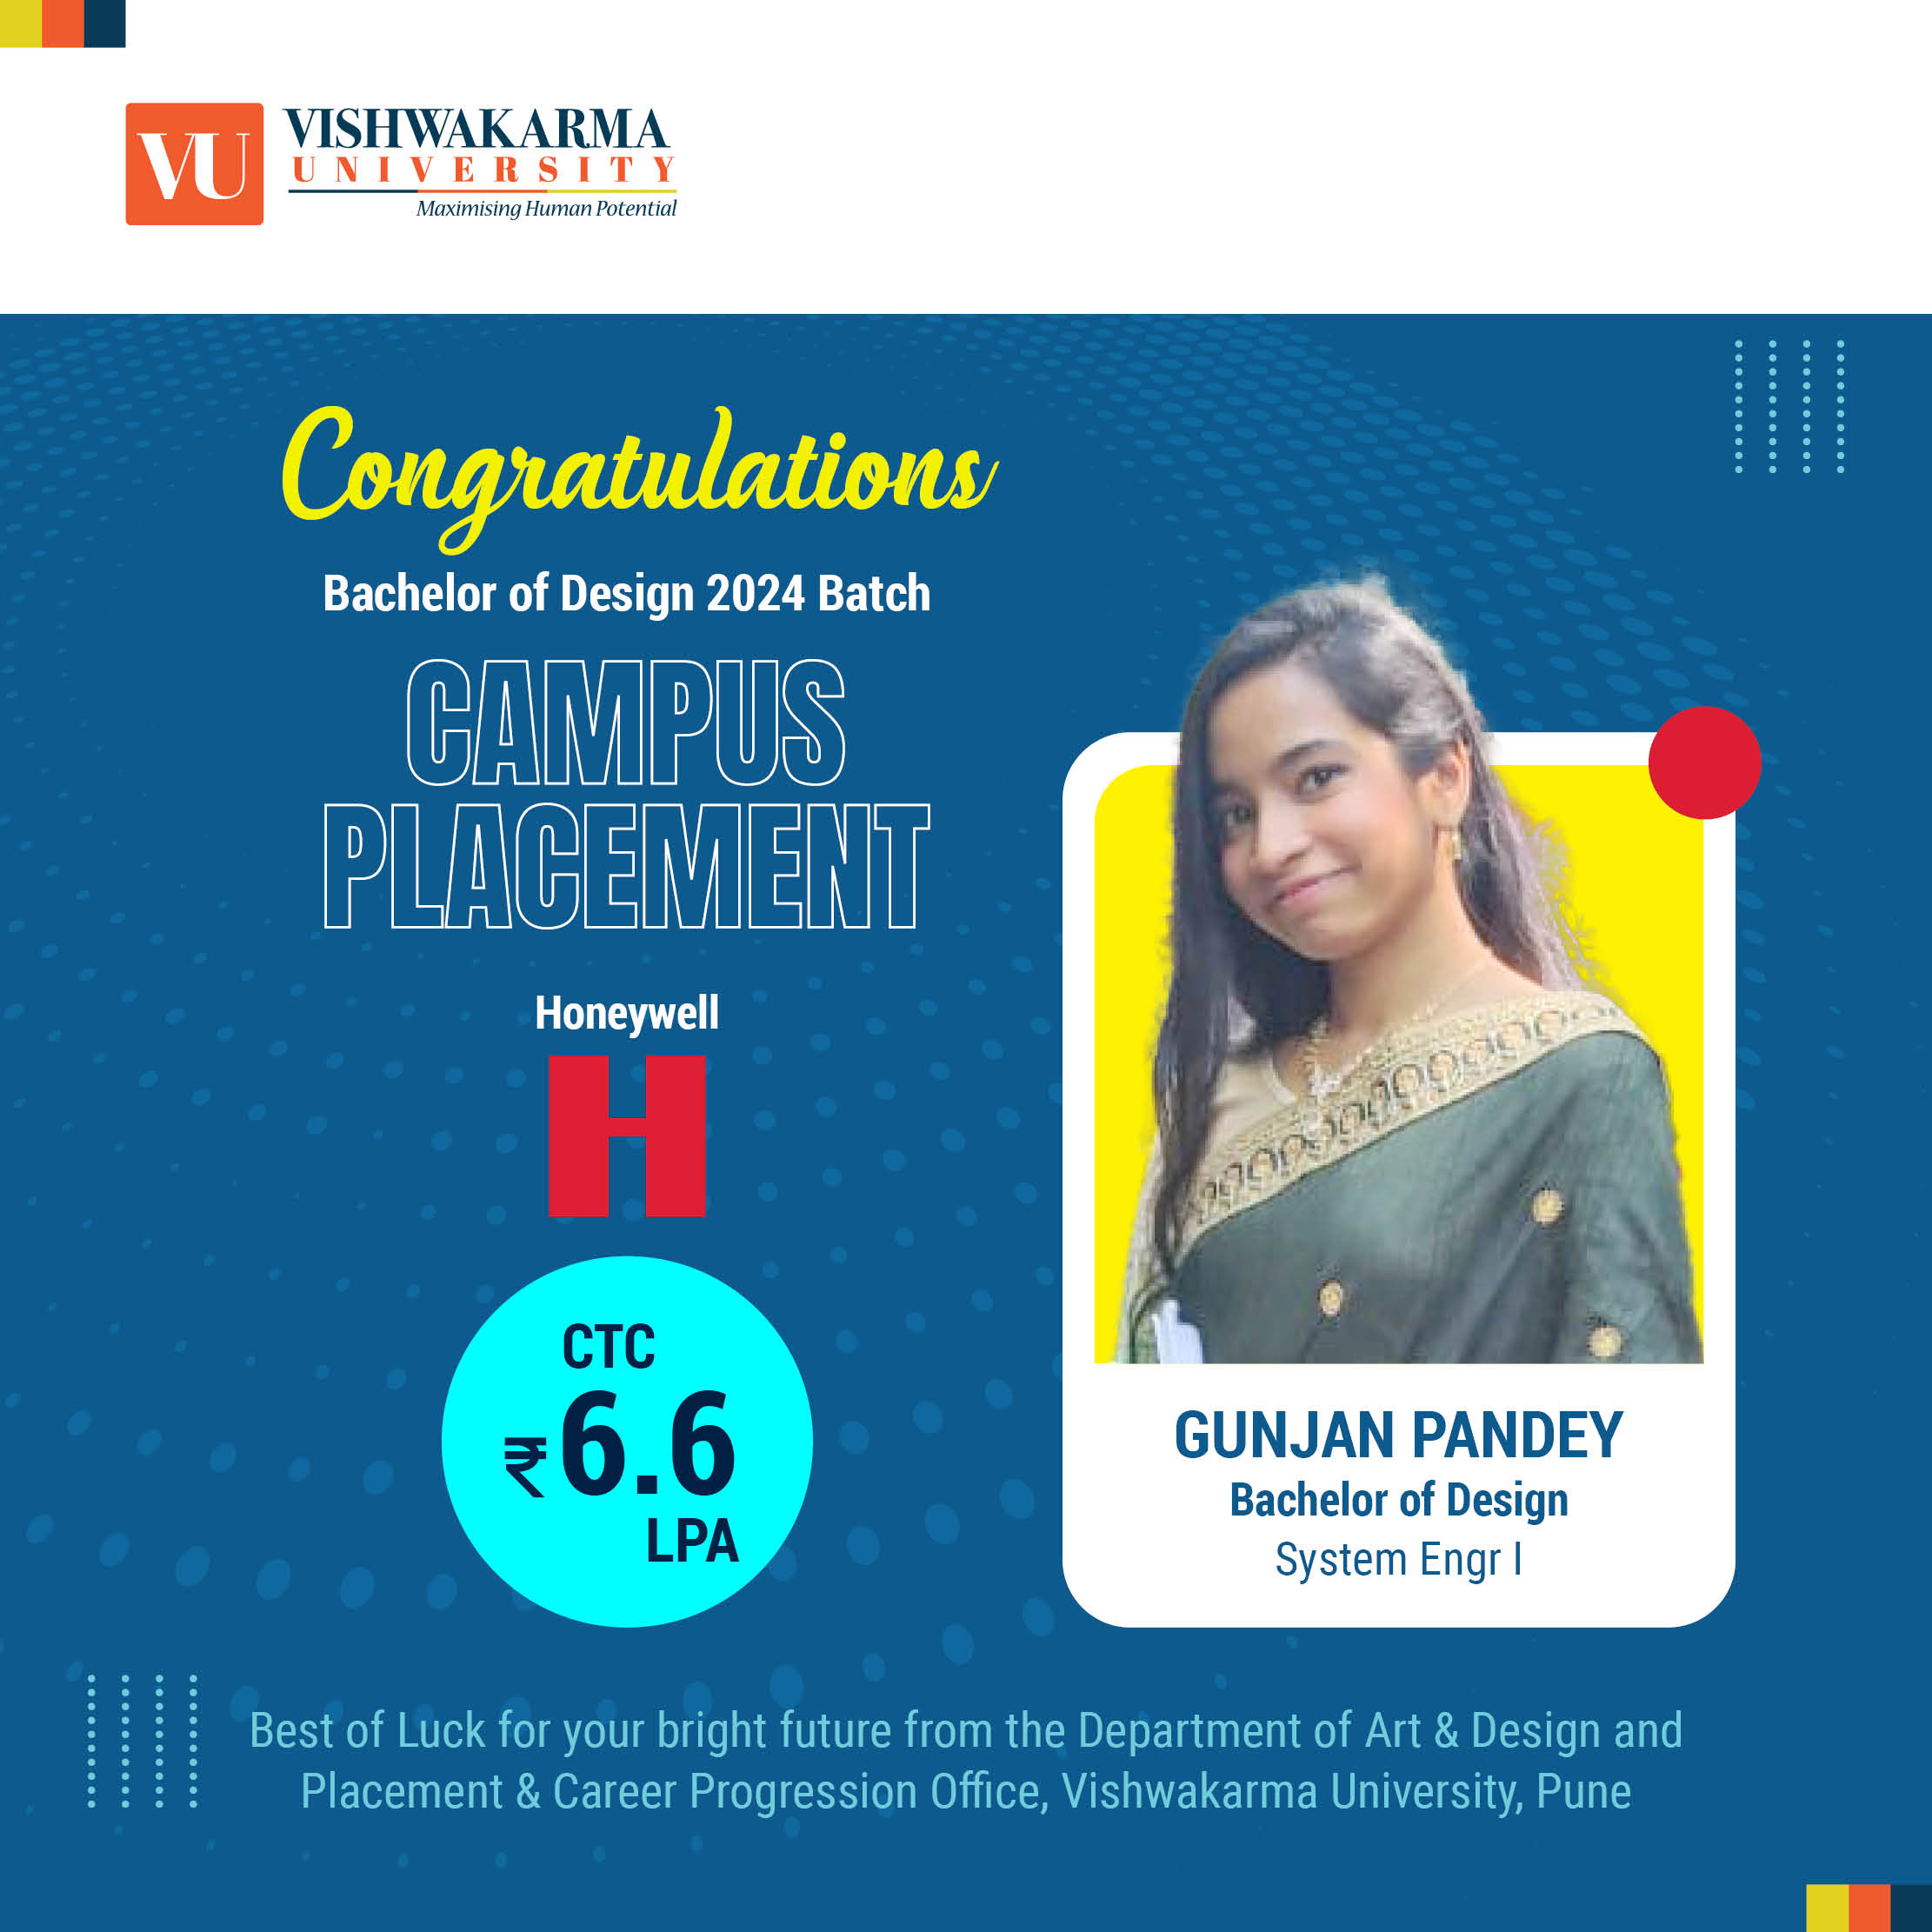 VU
VISHWAKARMA
UNIVERSITY
Maximising Human Potential
Congratulations
Bachelor of Design 2024 Batch
CAMPUS
PLACEMENT
Honeywell
H
CTC
₹6.6
LPA
GUNJAN PANDEY
Bachelor of Design
System Engr I
Best of Luck for your bright future from the Department of Art & Design and
Placement & Career Progression Office, Vishwakarma University, Pune